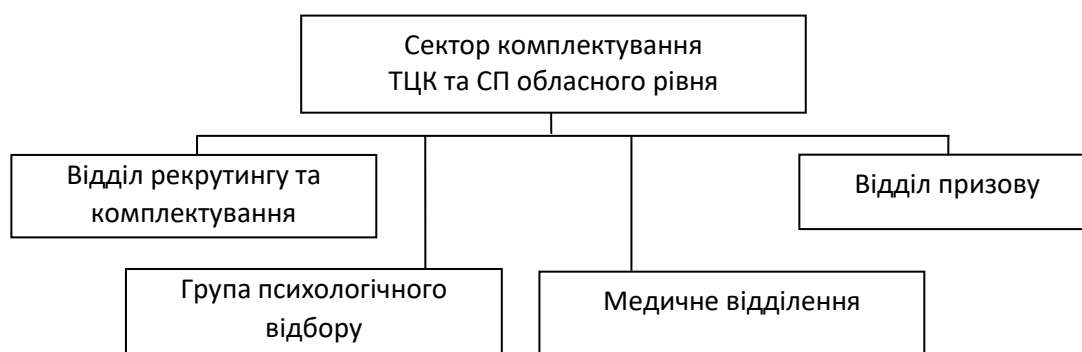 Сектор комплектування
ТЦК та СП обласного рівня
Відділ рекрутингу та
комплектування
Відділ призову
Група психологічного
відбору
Медичне відділення